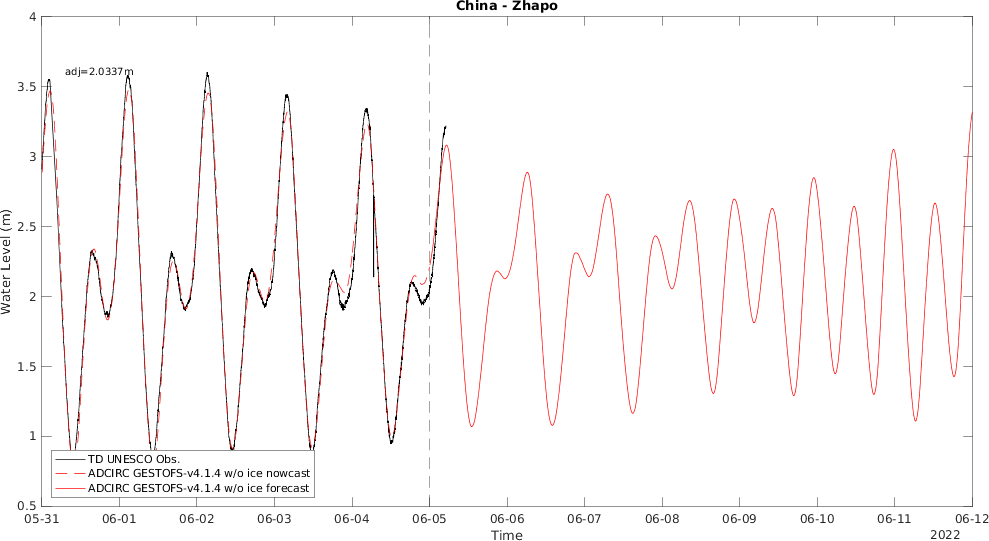 China - Zhapo
adj=2.0337m
Water Level (m)
4
3.5
3
2.5
2
1.5
1
0.5
TD UNESCO Obs.
ADCIRC GESTOFS-v4.1.4 w/o ice nowcast
ADCIRC GESTOFS-v4.1.4 w/o ice forecast
05-31 06-01 06-02 06-03 06-04 06-05 06-06 06-07 06-08 06-09 06-10 06-11 06-12
Time
2022